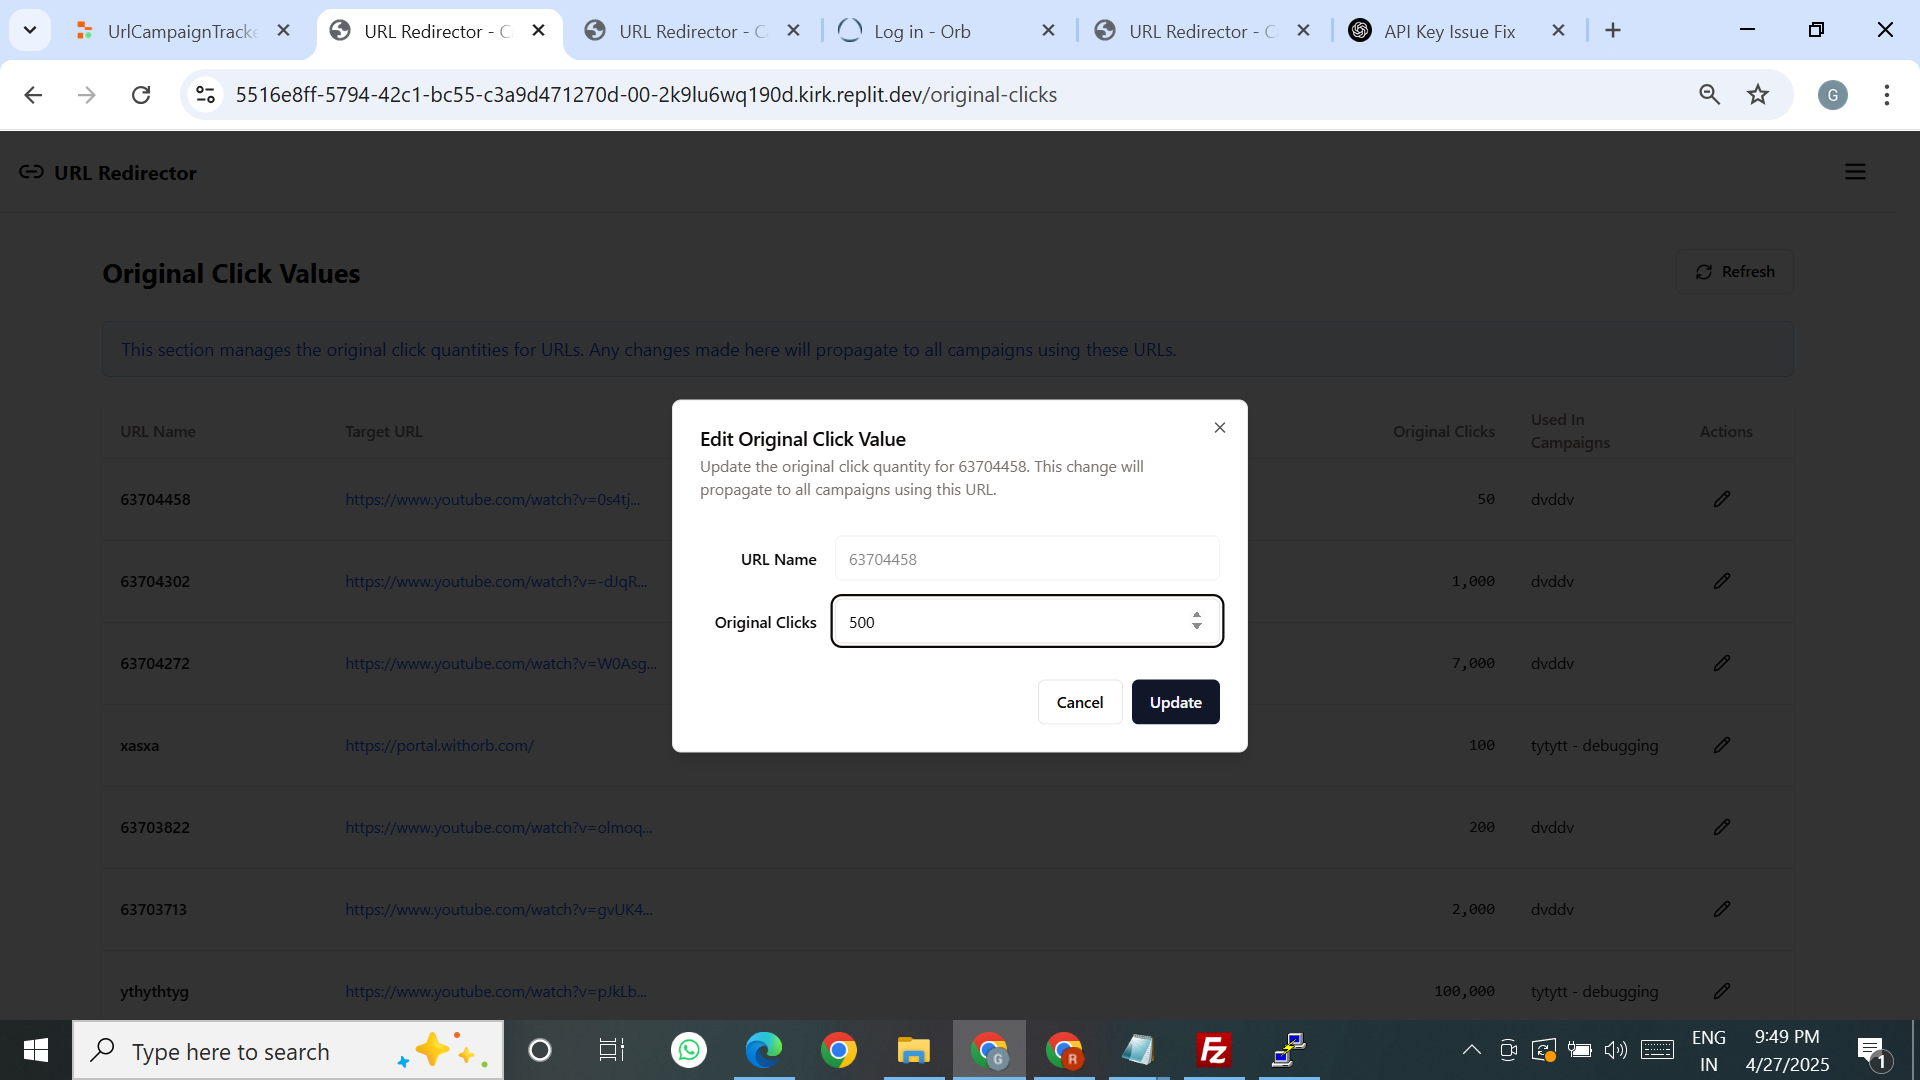 UrlCampaignTracke
URL Redirector - C
URL Redirector - C
Log in - Orb
URL Redirector - C
API Key Issue Fix
5516e8ff-5794-42c1-bc55-c3a9d471270d-00-2k9lu6wq190d.kirk.replit.dev/original-clicks
G
URL Redirector
Original Click Values
Refresh
This section manages the original click quantities for URLs. Any changes made here will propagate to all campaigns using these URLs.
URL Name
Target URL
Original Clicks
Used In
Campaigns
Actions
63704458
https://www.youtube.com/watch?v=0s4tj...
50
dvddv
63704302
https://www.youtube.com/watch?v=-dJqR...
1,000
dvddv
63704272
https://www.youtube.com/watch?v=W0Asg...
7,000
dvddv
xasxa
https://portal.withorb.com/
100
tytytt - debugging
63703822
https://www.youtube.com/watch?v=olmoq...
200
dvddv
63703713
https://www.youtube.com/watch?v=gvUK4...
2,000
dvddv
ythythtyg
https://www.youtube.com/watch?v=pJkLb...
100,000
tytytt - debugging
Edit Original Click Value
Update the original click quantity for 63704458. This change will
propagate to all campaigns using this URL.
URL Name
63704458
Original Clicks
500
Cancel
Update
Type here to search
G
R
FZ
ENG
IN
9:49 PM
4/27/2025
1